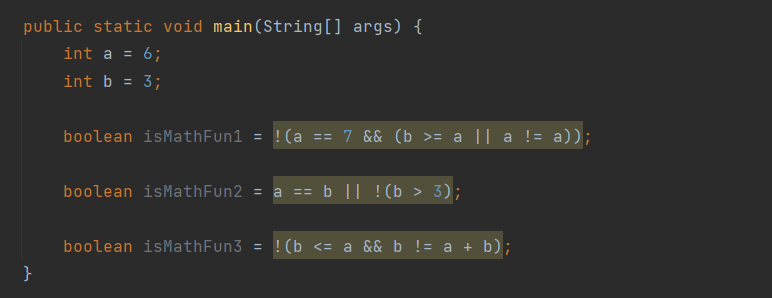 public static void main(String[] args) {
int a = 6;
int b = 3;
boolean isMathFun1 = !(a == 7 && (b >= a || a != a));
boolean isMathFun2 = a == b || !(b > 3);
boolean isMathFun3 = !(b <= a && b != a + b);
}